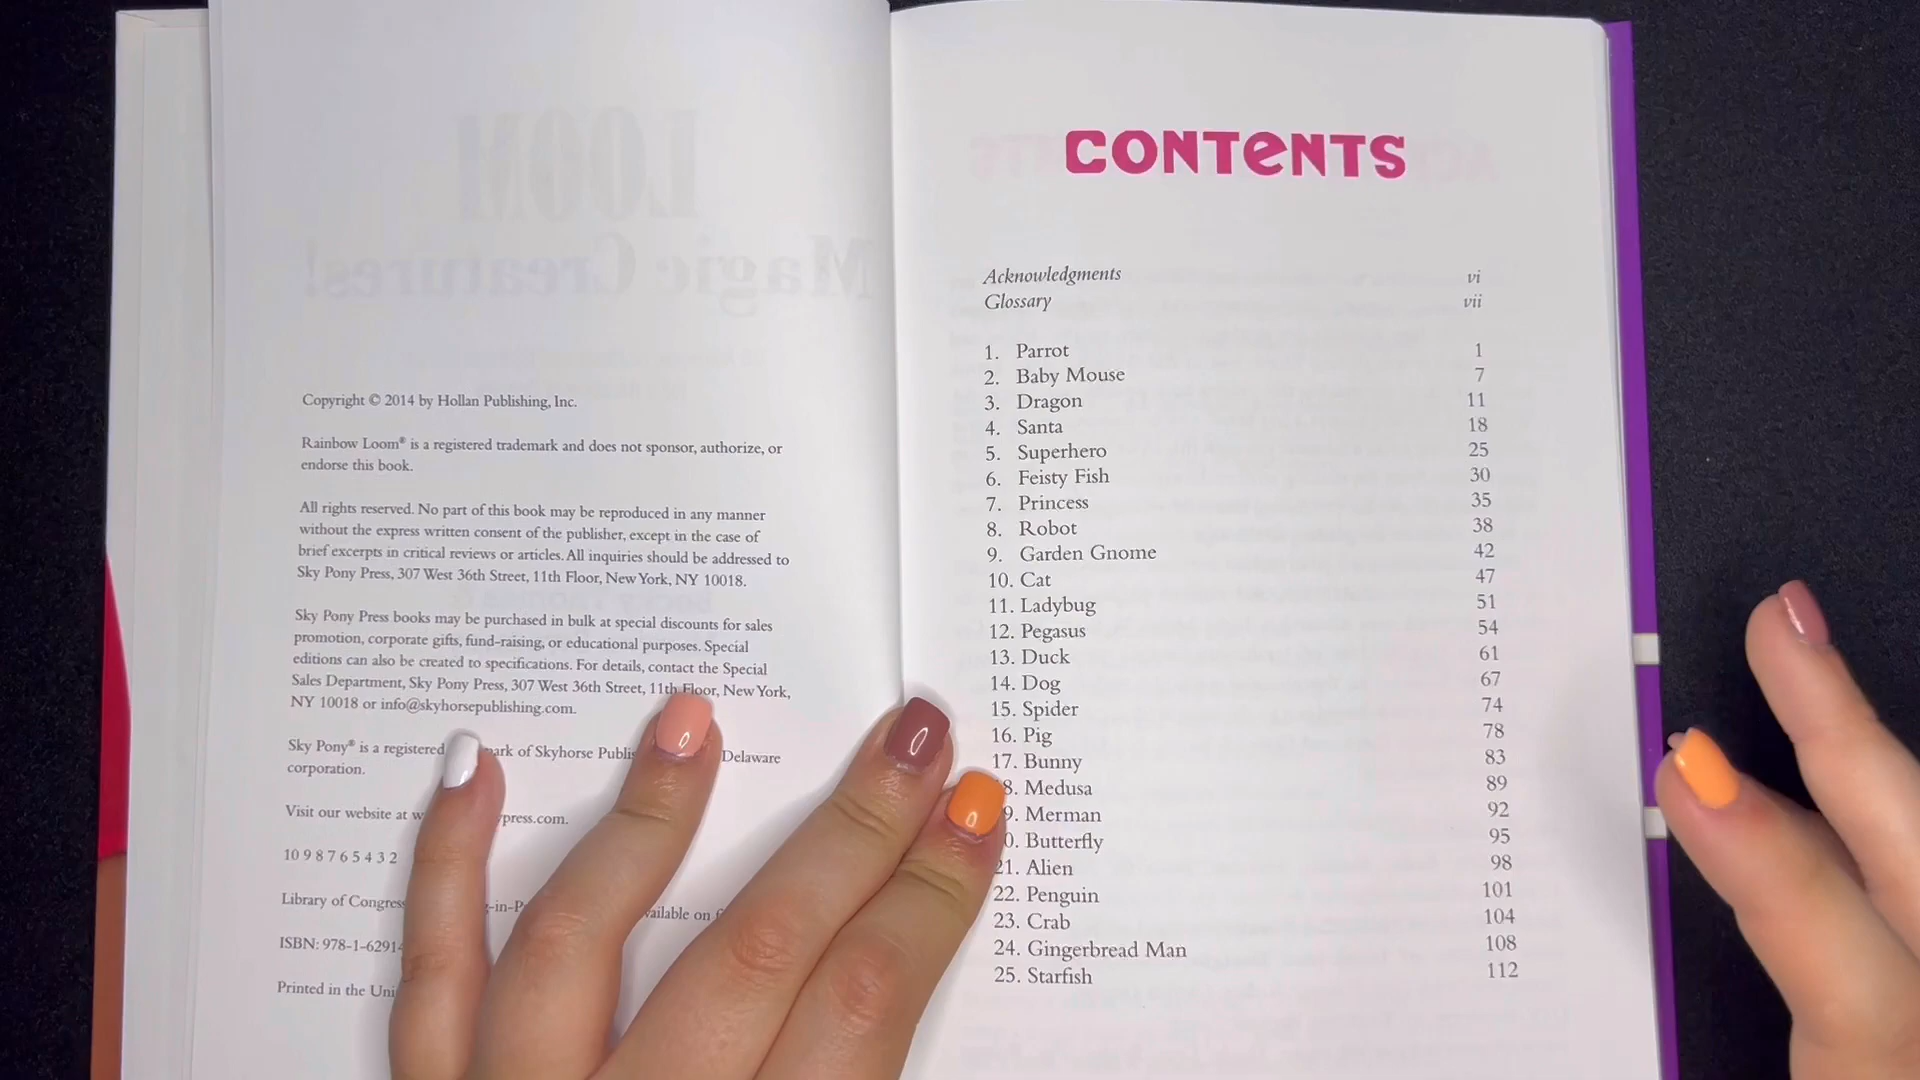 Copyright © 2014 by Hollan Publishing, Inc.
Rainbow Loom® is a registered trademark and does not sponsor, authorize, or
endorse this book.
All rights reserved. No part of this book may be reproduced in any manner
without the express written consent of the publisher, except in the case of
brief excerpts in critical reviews or articles. All inquiries should be addressed to
Sky Pony Press, 307 West 36th Street, 11th Floor, New York, NY 10018.
Sky Pony Press books may be purchased in bulk at special discounts for sales
promotion, corporate gifts, fund-raising, or educational purposes. Special
editions can also be created to specifications. For details, contact the Special
Sales Department, Sky Pony Press, 307 West 36th Street, 11th Floor, New York,
NY 10018 or info@skyhorsepublishing.com.
Sky Pony® is a registered of Skyhorse Delaware
corporation.
Visit our website at
10 9 8 7 6 5 4 3 2
Library of on
ISBN: 978-1-6291
Printed in the
CONTENTS
Acknowledgments vi
Glossary vii
1. Parrot 1
2. Baby Mouse 7
3. Dragon 11
4. Santa 18
5. Superhero 25
6. Feisty Fish 30
7. Princess 35
8. Robot 38
9. Garden Gnome 42
10. Cat 47
11. Ladybug 51
12. Pegasus 54
13. Duck 61
14. Dog 67
15. Spider 74
16. Pig 78
17. Bunny 83
8. Medusa 89
9. Merman 92
0. Butterfly 95
21. Alien 98
22. Penguin 101
23. Crab 104
24. Gingerbread Man 108
25. Starfish 112